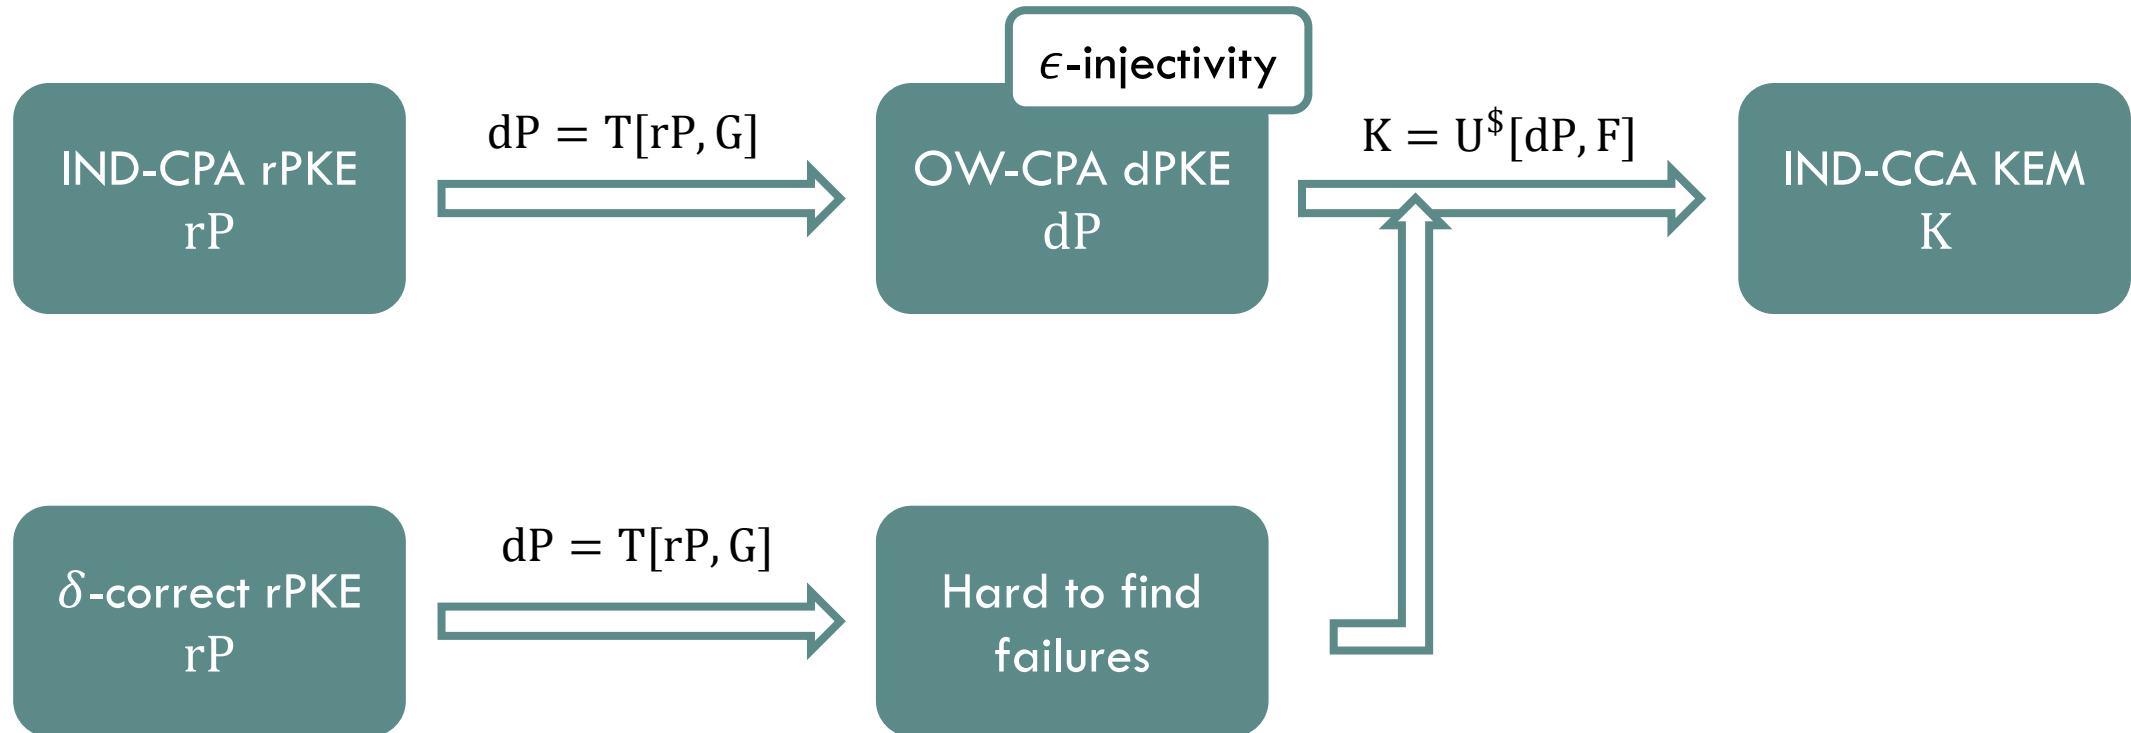 ϵ-injectivity
IND-CPA rPKE
rP
dP = T[rP, G]
OW-CPA dPKE
dP
K = U$[dP, F]
IND-CCA KEM
K
δ-correct rPKE
rP
dP = T[rP, G]
Hard to find
failures